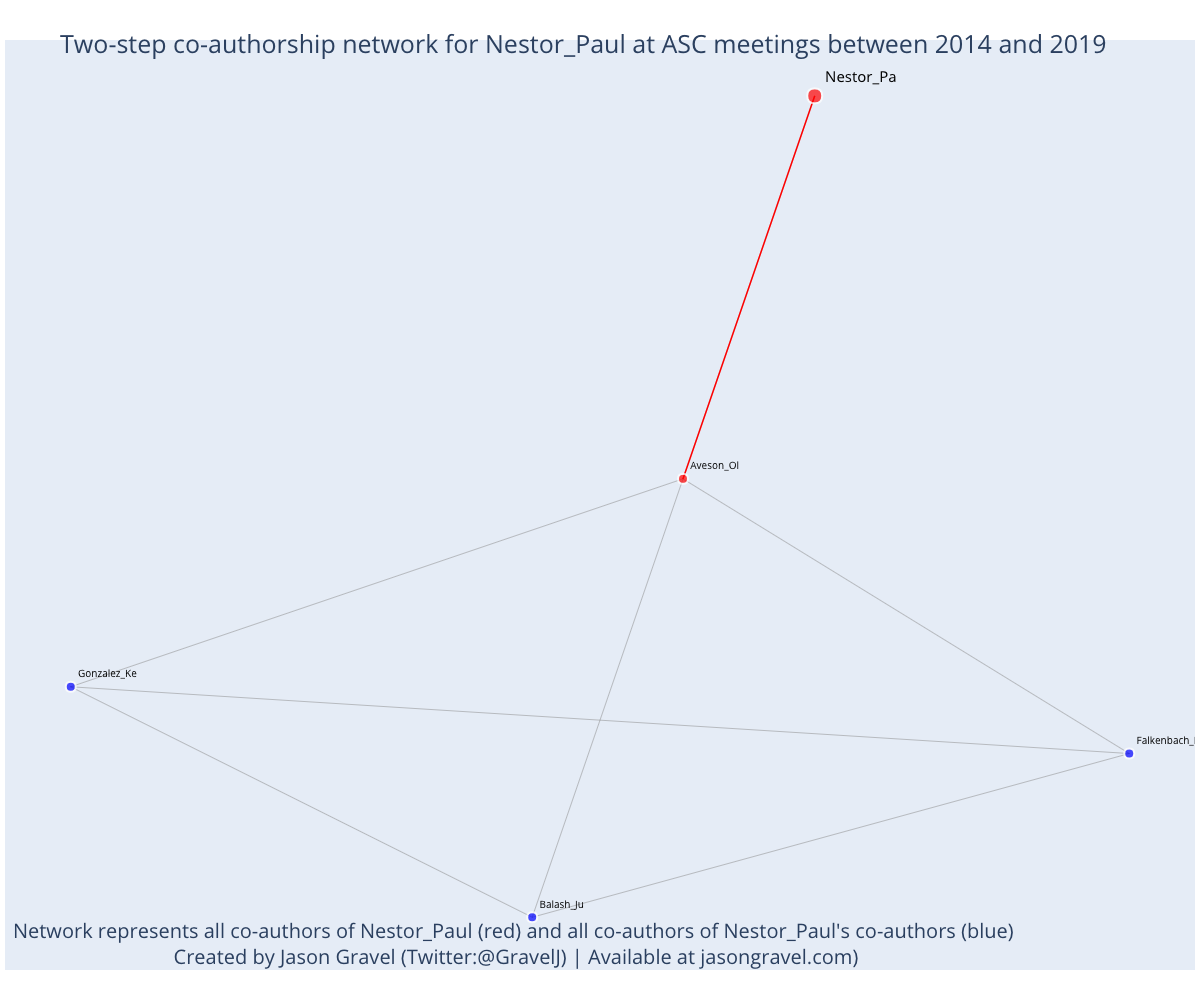 Two-step co-authorship network for Nestor_Paul at ASC meetings between 2014 and 2019
Nestor_Pa
Aveson_Ol
Gonzalez_Ke
Falkenbach_
Balash_Ju
Network represents all co-authors of Nestor_Paul (red) and all co-authors of Nestor_Paul's co-authors (blue)
Created by Jason Gravel (Twitter:@GravelJ) | Available at jasongravel.com)